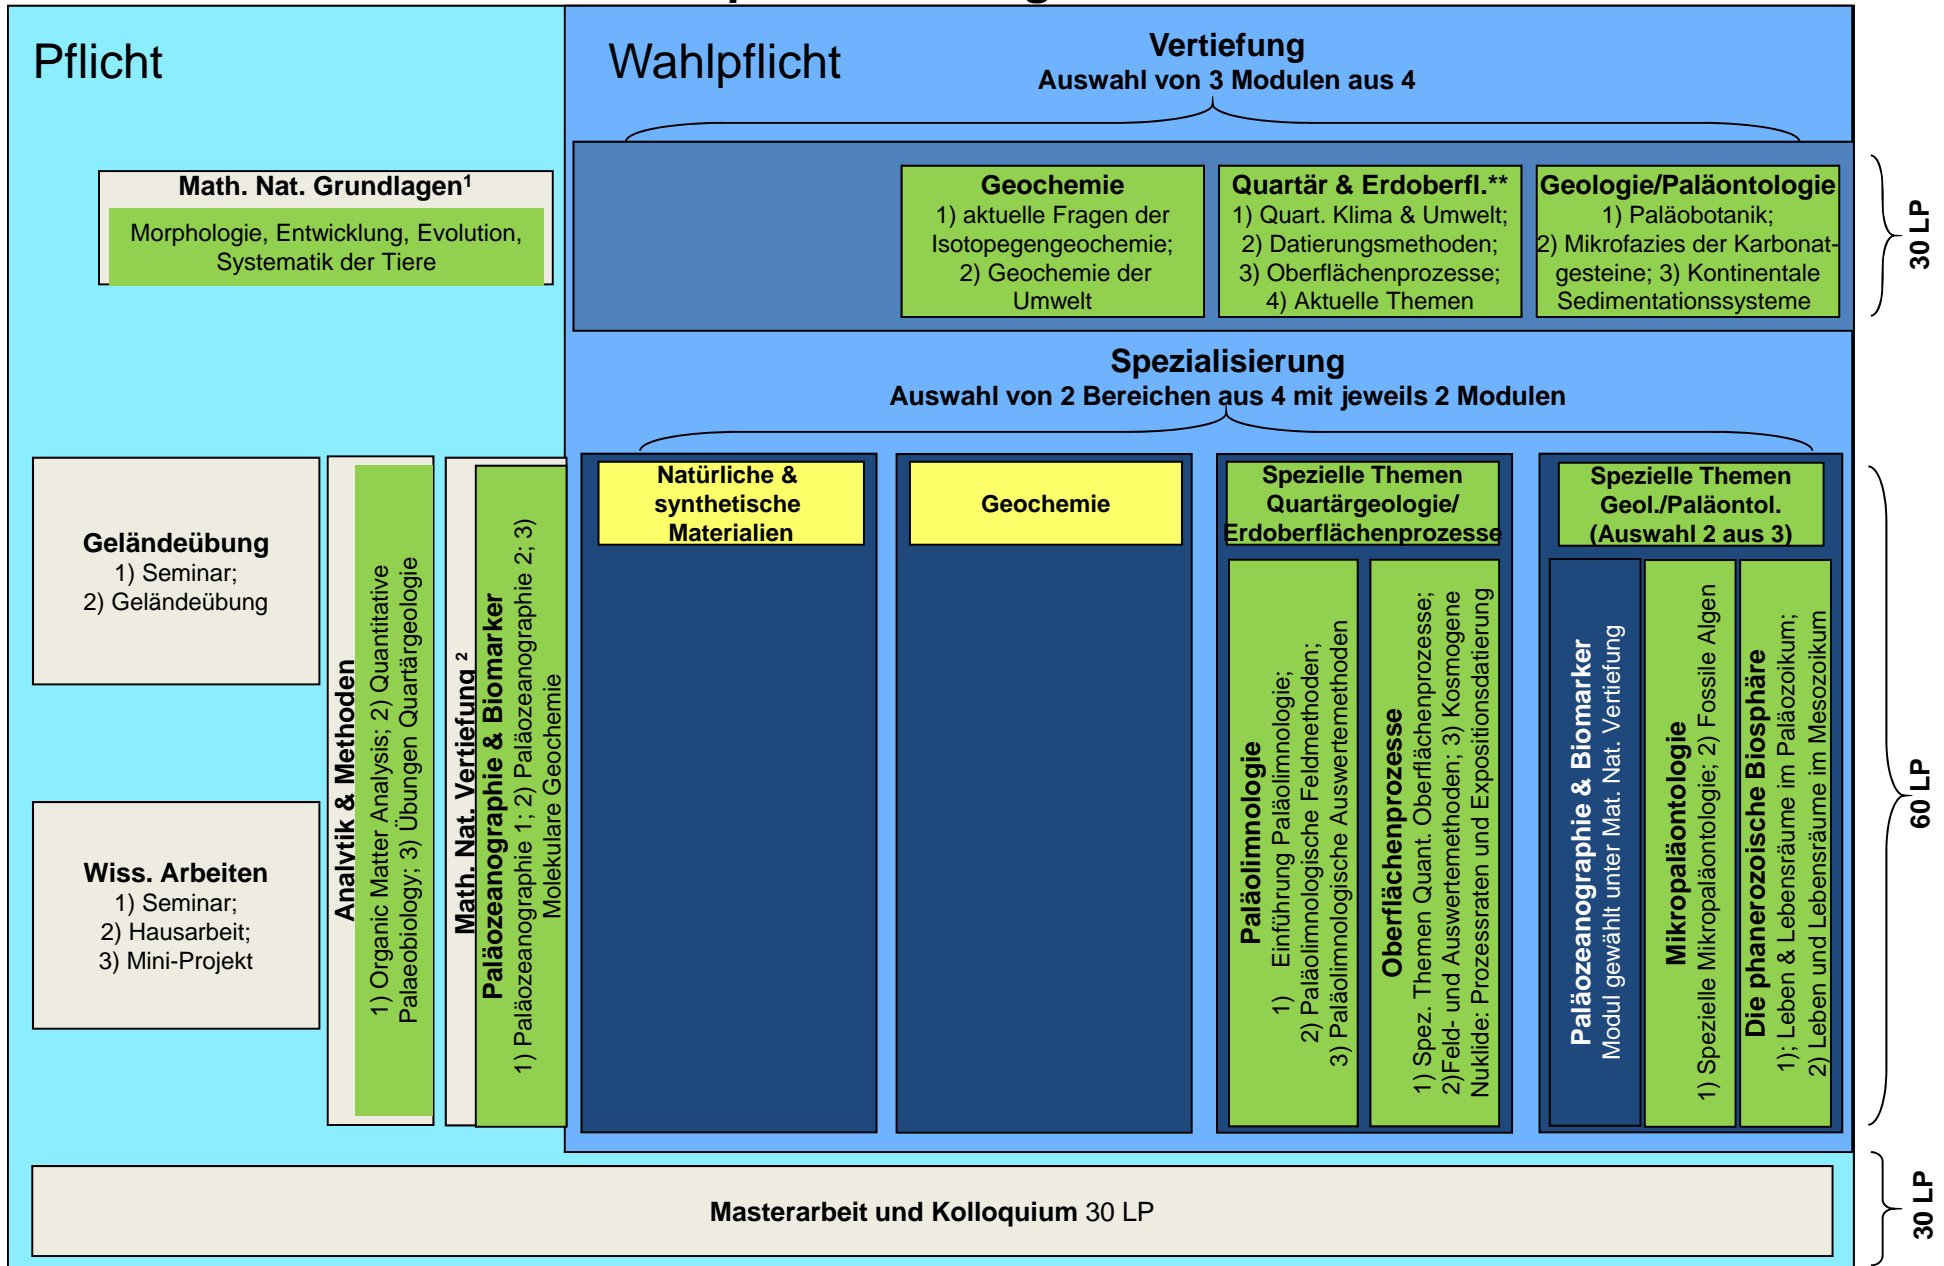 Pflicht
Wahlpflicht
Vertiefung
Auswahl von 3 Modulen aus 4
Math. Nat. Grundlagen¹
Morphologie, Entwicklung, Evolution,
Systematik der Tiere
Geochemie
1) aktuelle Fragen der
Isotopegengeochemie;
2) Geochemie der
Umwelt
Quartär & Erdoberfl.**
1) Quart. Klima & Umwelt;
2) Datierungsmethoden;
3) Oberflächenprozesse;
4) Aktuelle Themen
Geologie/Paläontologie
1) Paläobotanik;
2) Mikrofazies der Karbonat-
gesteine; 3) Kontinentale
Sedimentationssysteme
30 LP
Spezialisierung
Auswahl von 2 Bereichen aus 4 mit jeweils 2 Modulen
Geländeübung
1) Seminar;
2) Geländeübung
Wiss. Arbeiten
1) Seminar;
2) Hausarbeit;
3) Mini-Projekt
Analytik & Methoden
1) Organic Matter Analysis; 2) Quantitative
Palaeobiology; 3) Übungen Quartärgeologie
Math. Nat. Vertiefung ²
Paläozeanographie & Biomarker
1) Paläozeanographie 1; 2) Paläozeanographie 2; 3)
Molekulare Geochemie
Natürliche &
synthetische
Materialien
Geochemie
Spezielle Themen
Quartärgeologie/
Erdoberflächenprozesse
Paläolimnologie
1) Einführung Paläolimnologie;
2) Paläolimnologische Feldmethoden;
3) Paläolimnologische Auswertemethoden
Oberflächenprozesse
1) Spez. Themen Quant. Oberflächenprozesse;
2)Feld- und Auswertemethoden; 3) Kosmogene
Nuklide: Prozessraten und Expositionsdatierung
Spezielle Themen
Geol./Paläontol.
(Auswahl 2 aus 3)
Paläozeanographie & Biomarker
Modul gewählt unter Mat. Nat. Vertiefung
Mikropaläontologie
1) Spezielle Mikropaläontologie; 2) Fossile Algen
Die phanerozoische Biosphäre
1); Leben & Lebensräume im Paläozoikum;
2) Leben und Lebensräume im Mesozoikum
60 LP
Masterarbeit und Kolloquium 30 LP
30 LP